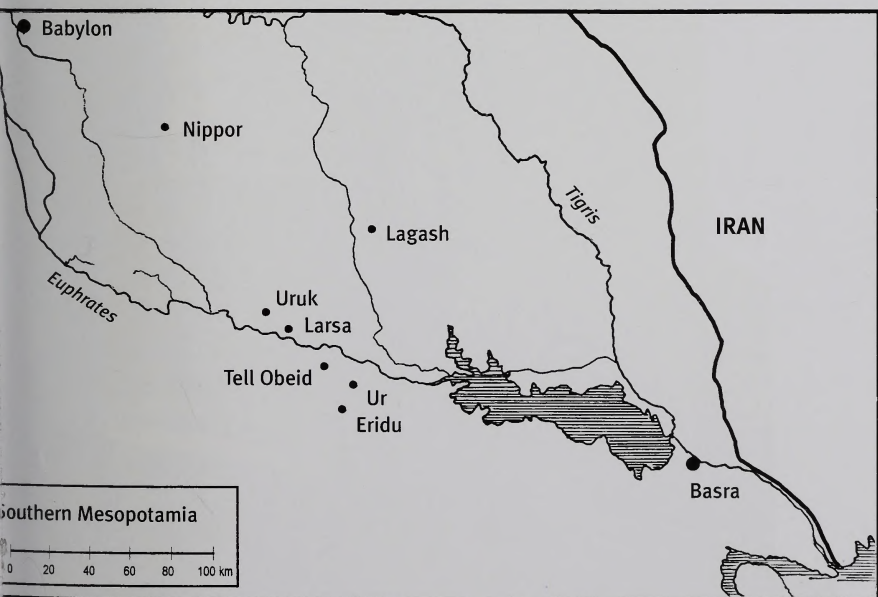 Babylon
Nippor
Tigris
Lagash
IRAN
Euphrates
Uruk
Larsa
Tell Obeid
Ur
Eridu
Basra
Southern Mesopotamia
0 20 40 60 80 100 km